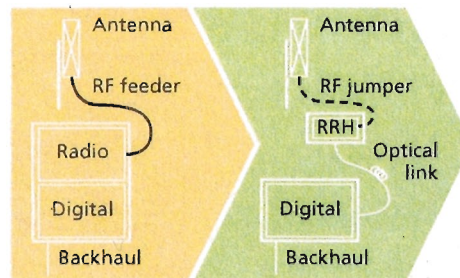 Antenna
RF feeder
Radio
Digital
Backhaul
Antenna
RF jumper
RRH
Optical
link
Digital
Backhaul